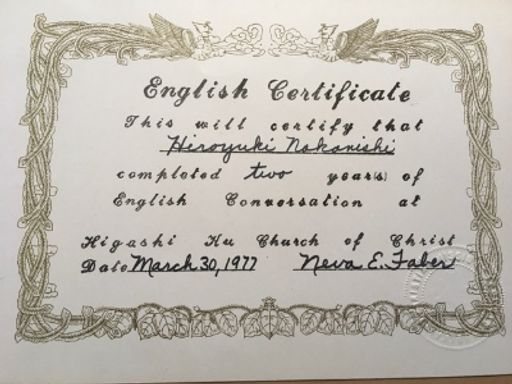 English Certificate
This will certify that
Hiroyuki Nakanishi
completed two year(s) of
English Conversation at
Higashi Ku Church of Christ
Date March 30, 1977 Neva E. Faber